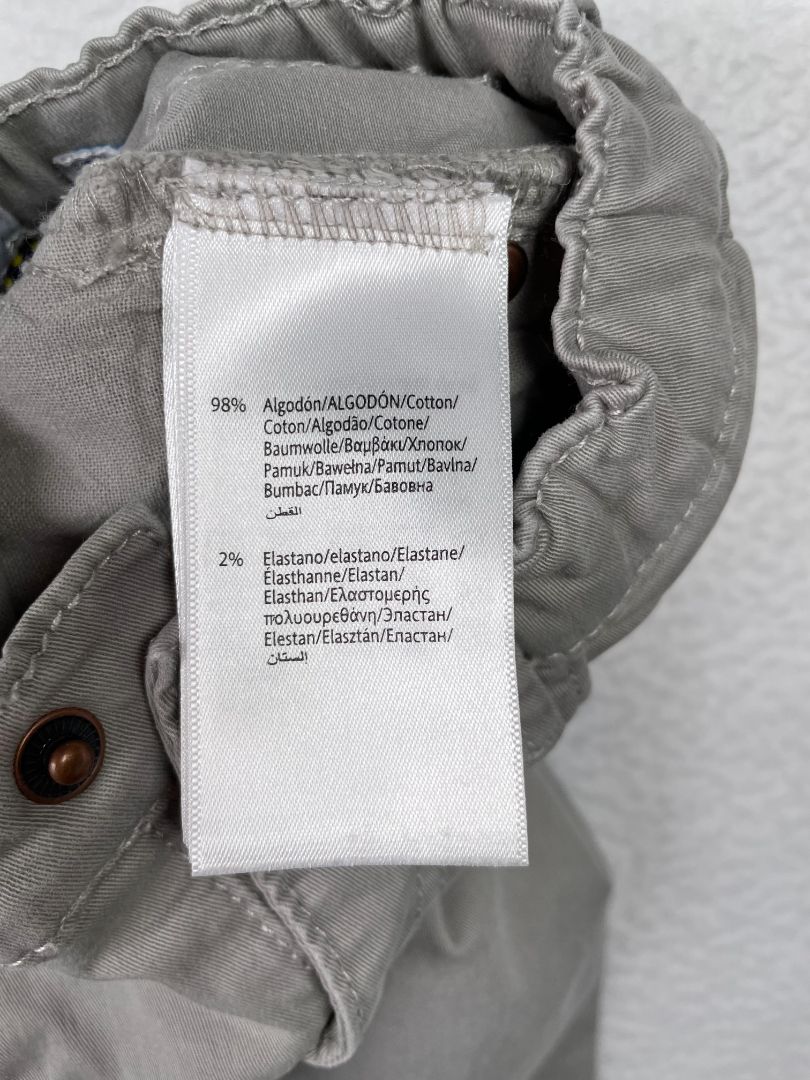 98% Algodón/ALGODÓN/Cotton/
Coton/Algodão/Cotone/
Baumwolle/Βαμβάκι/Хлопок/
Pamuk/Bawełna/Pamut/Bavlna/
Bumbac/Памук/Бавовна
القطن
2% Elastano/elastano/Elastane/
Élasthanne/Elastan/
Elasthan/Ελαστομερής
πολυουρεθάνη/Эластан/
Elestan/Elasztán/Еластан/
الستان